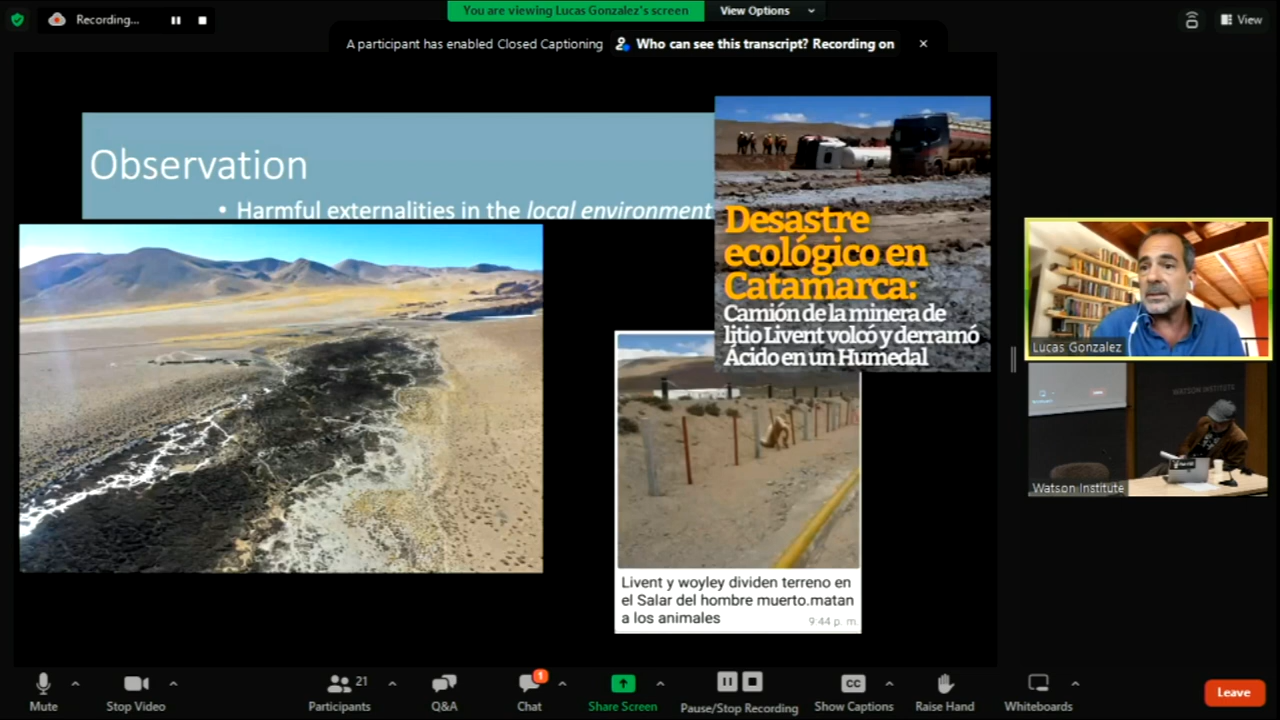 You are viewing Lucas Gonzalez's screen
View Options
Recording...
View
A participant has enabled Closed Captioning
Who can see this transcript? Recording on
Observation
• Harmful externalities in the local environment
Desastre
ecológico en
Catamarca:
Camión de la minera de
litio Livent volcó y derramó
Ácido en un Humedal
Livent y woyley dividen terreno en
el Salar del hombre muerto.matan
a los animales
9:44 p. m.
Lucas Gonzalez
WATSON INSTITUTE
Watson Institute
Mute
Stop Video
21
Participants
Q&A
1
Chat
Share Screen
Pause/Stop Recording
CC
Show Captions
Raise Hand
Whiteboards
Leave